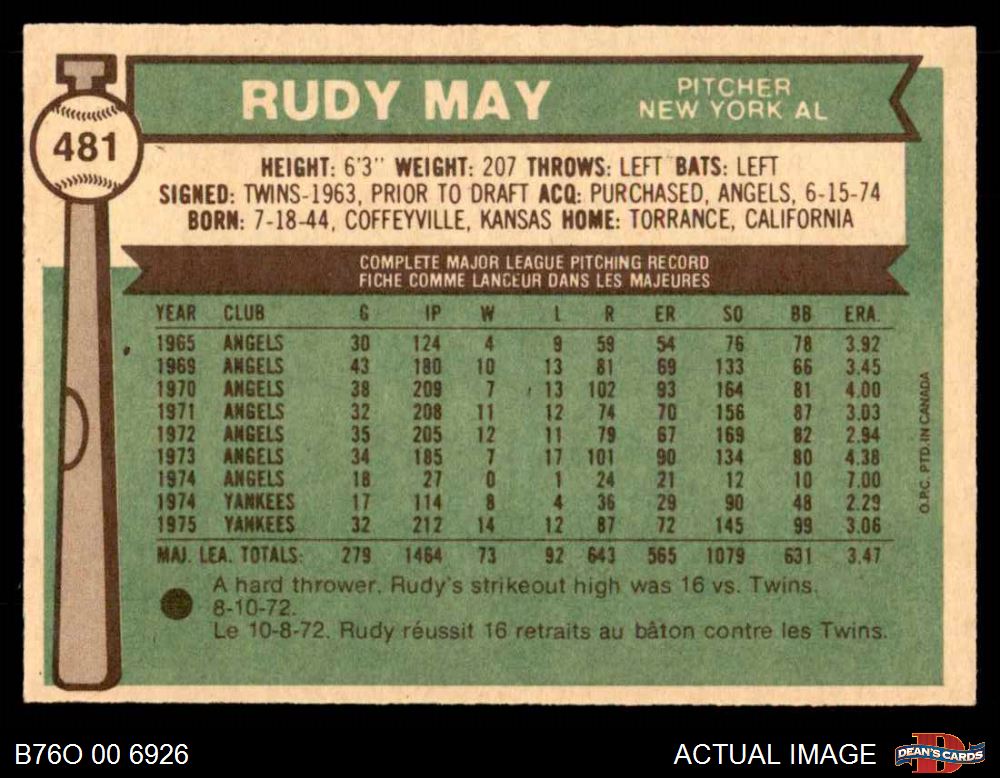 RUDY MAY
PITCHER
NEW YORK AL
481
HEIGHT: 6'3" WEIGHT: 207 THROWS: LEFT BATS: LEFT
SIGNED: TWINS-1963, PRIOR TO DRAFT ACQ: PURCHASED, ANGELS, 6-15-74
BORN: 7-18-44, COFFEYVILLE, KANSAS HOME: TORRANCE, CALIFORNIA
COMPLETE MAJOR LEAGUE PITCHING RECORD
FICHE COMME LANCEUR DANS LES MAJEURES
YEAR CLUB G IP W L R ER SO BB ERA.
1965 ANGELS 30 124 4 9 59 54 76 78 3.92
1969 ANGELS 43 180 10 13 81 69 133 66 3.45
1970 ANGELS 38 209 7 13 102 93 164 81 4.00
1971 ANGELS 32 208 11 12 74 70 156 87 3.03
1972 ANGELS 35 205 12 11 79 67 169 82 2.94
1973 ANGELS 34 185 7 17 101 90 134 80 4.38
1974 ANGELS 18 27 0 1 24 21 12 10 7.00
1974 YANKEES 17 114 8 4 36 29 90 48 2.29
1975 YANKEES 32 212 14 12 87 72 145 99 3.06
MAJ. LEA. TOTALS: 279 1464 73 92 643 565 1079 631 3.47
A hard thrower, Rudy's strikeout high was 16 vs. Twins,
8-10-72.
Le 10-8-72, Rudy réussit 16 retraits au bâton contre les Twins.
O.P.C. PTD.IN CANADA
B76O 00 6926
ACTUAL IMAGE
DEAN'S CARDS